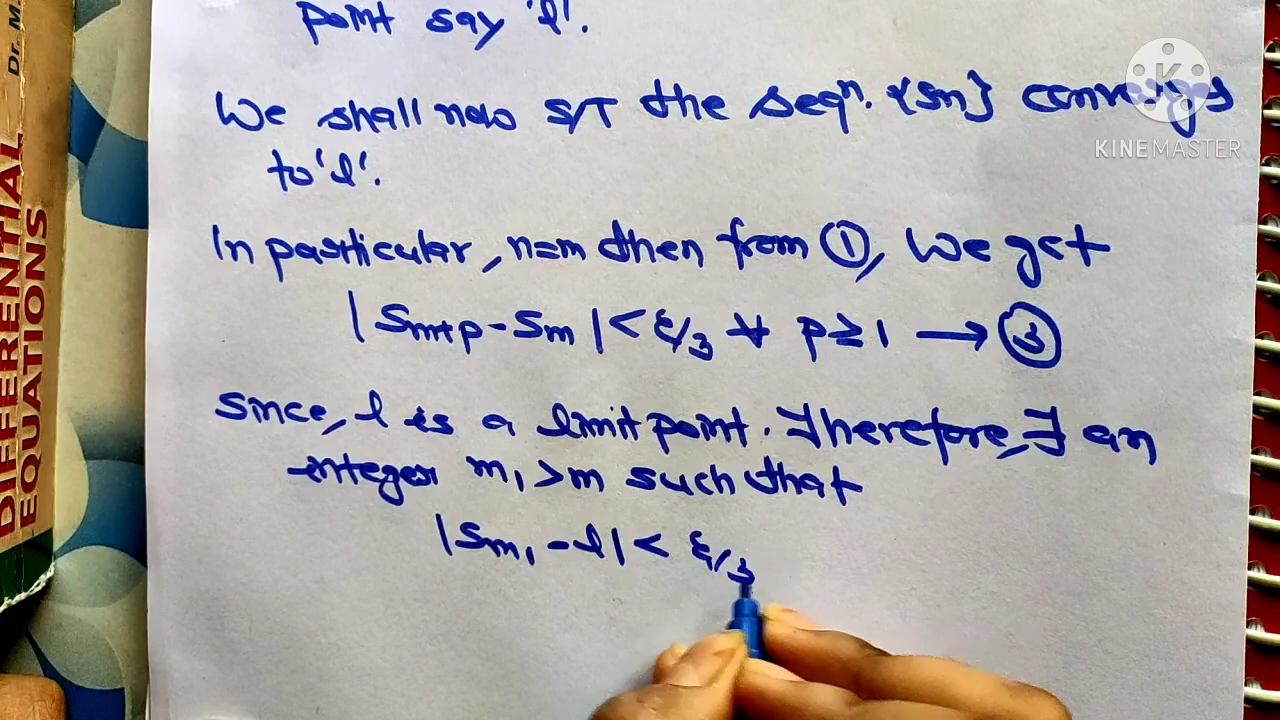 point say 'l'.
We shall now S/T the seqn. {Sn} converges
to 'l'.
In particular, n=m then from ①, We get
|Sm+p - Sm| < ε/3 ∀ p ≥ 1 → ③
Since, l is a limit point. Therefore, ∃ an
integer m₁ > m such that
|Sm₁ - l| < ε/3
KINEMASTER
DIFFERENTIAL
EQUATIONS
Dr. M.